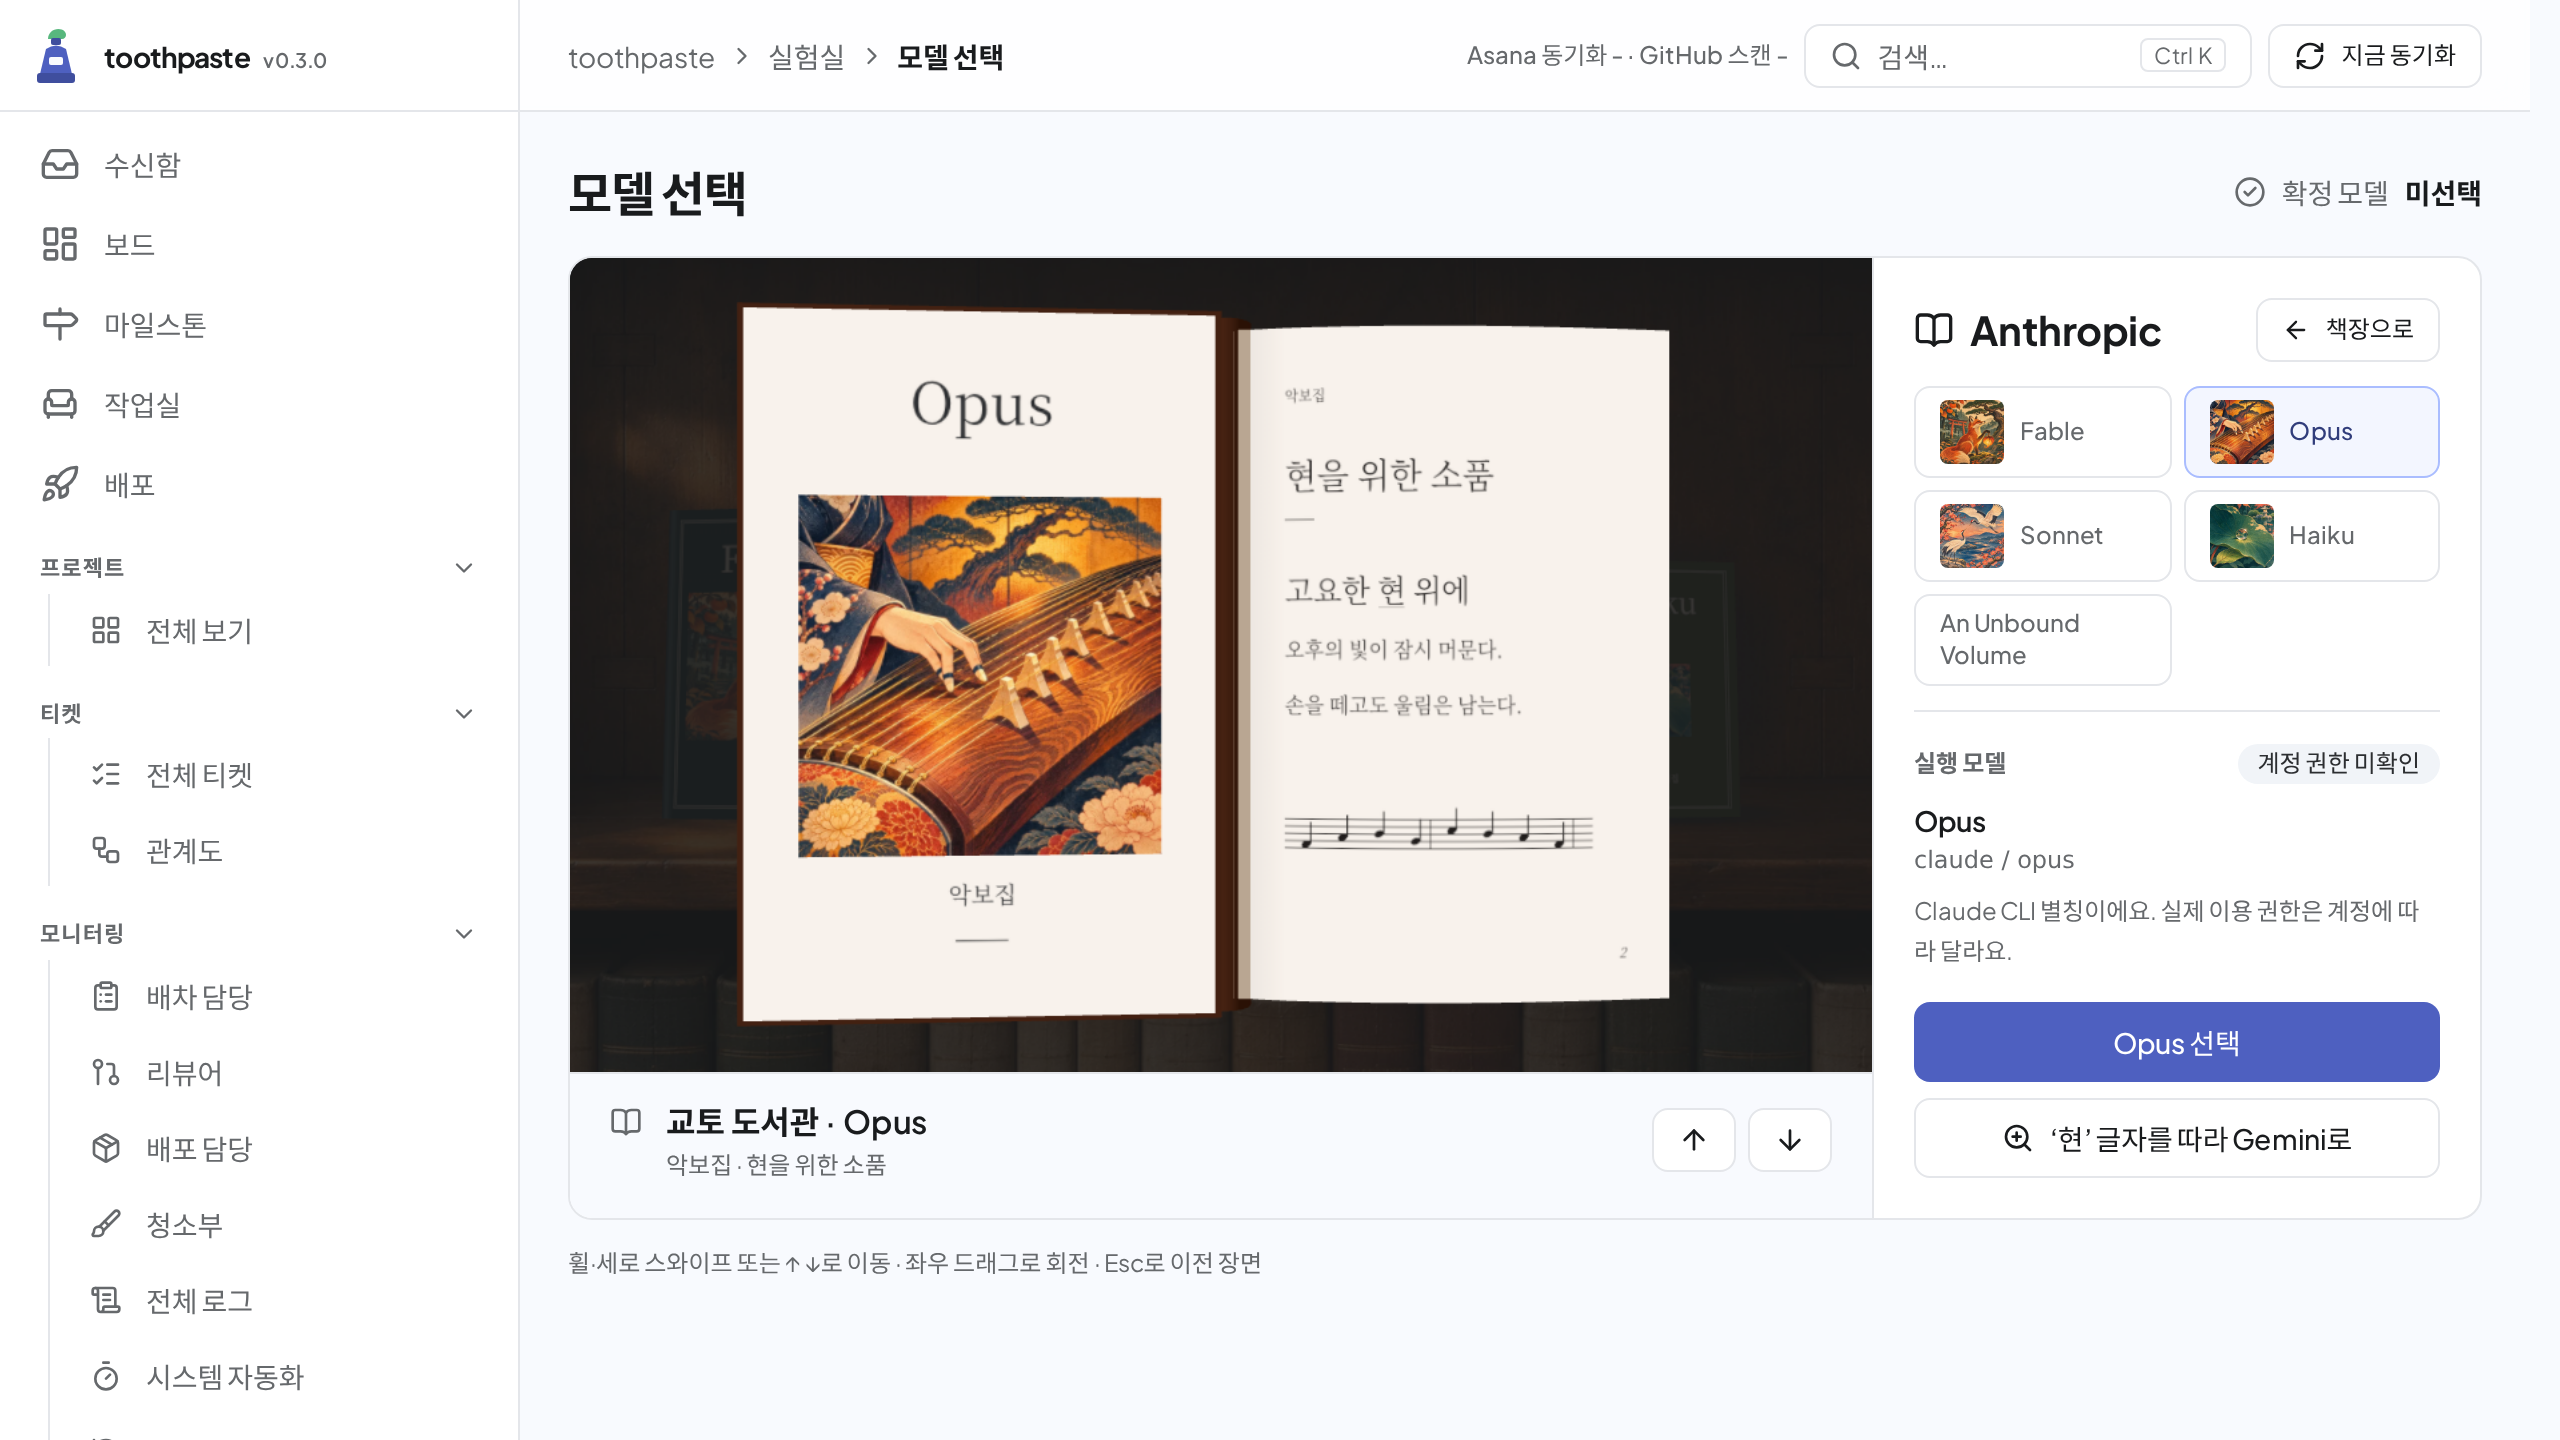 toothpaste v0.3.0
toothpaste > 실험실 > 모델 선택
Asana 동기화 - · GitHub 스캔 -
검색...
Ctrl K
지금 동기화
수신함
보드
마일스톤
작업실
배포
프로젝트
전체 보기
티켓
전체 티켓
관계도
모니터링
배차 담당
리뷰어
배포 담당
청소부
전체 로그
시스템 자동화
모델 선택
확정 모델 미선택
Opus
악보집
악보집
현을 위한 소품
고요한 현 위에
오후의 빛이 잠시 머문다.
손을 떼고도 울림은 남는다.
2
F
ku
교토 도서관 · Opus
악보집 · 현을 위한 소품
Anthropic
책장으로
Fable
Opus
Sonnet
Haiku
An Unbound
Volume
실행 모델
계정 권한 미확인
Opus
claude / opus
Claude CLI 별칭이에요. 실제 이용 권한은 계정에 따
라 달라요.
Opus 선택
‘현’ 글자를 따라 Gemini로
휠·세로 스와이프 또는 ↑ ↓로 이동 · 좌우 드래그로 회전 · Esc로 이전 장면